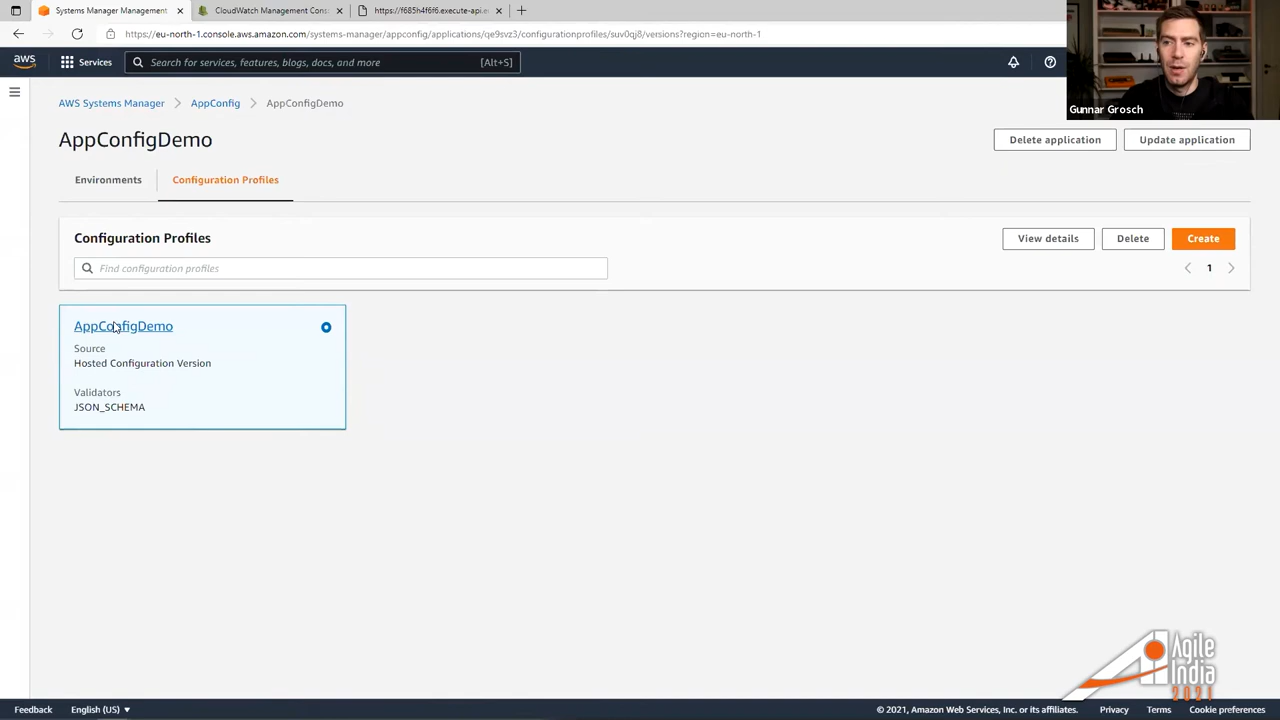 Systems Manager Management
CloudWatch Management Cons
https://f685h4f6f6.execute-api.e
https://eu-north-1.console.aws.amazon.com/systems-manager/appconfig/applications/qe9svz3/configurationprofiles/suv0qj8/versions?region=eu-north-1
aws
Services
Search for services, features, blogs, docs, and more
[Alt+S]
Gunnar Grosch
AWS Systems Manager
AppConfig
AppConfigDemo
AppConfigDemo
Delete application
Update application
Environments
Configuration Profiles
Configuration Profiles
View details
Delete
Create
Find configuration profiles
1
AppConfigDemo
Source
Hosted Configuration Version
Validators
JSON_SCHEMA
Agile
India
2021
Feedback
English (US)
© 2021, Amazon Web Services, Inc. or its affiliates.
Privacy
Terms
Cookie preferences